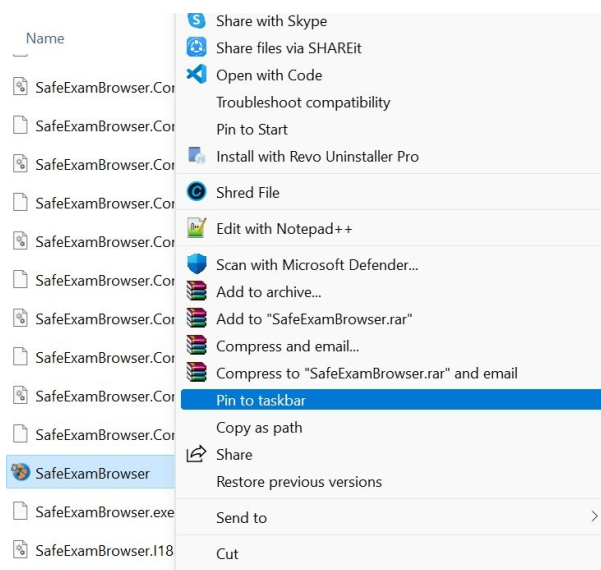 Name
SafeExamBrowser.Cor
SafeExamBrowser.Cor
SafeExamBrowser.Cor
SafeExamBrowser.Cor
SafeExamBrowser.Cor
SafeExamBrowser.Cor
SafeExamBrowser.Cor
SafeExamBrowser.Cor
SafeExamBrowser.Cor
SafeExamBrowser.Cor
SafeExamBrowser
SafeExamBrowser.exe
SafeExamBrowser.I18
Share with Skype
Share files via SHAREit
Open with Code
Troubleshoot compatibility
Pin to Start
Install with Revo Uninstaller Pro
Shred File
Edit with Notepad++
Scan with Microsoft Defender...
Add to archive...
Add to "SafeExamBrowser.rar"
Compress and email...
Compress to "SafeExamBrowser.rar" and email
Pin to taskbar
Copy as path
Share
Restore previous versions
Send to
Cut